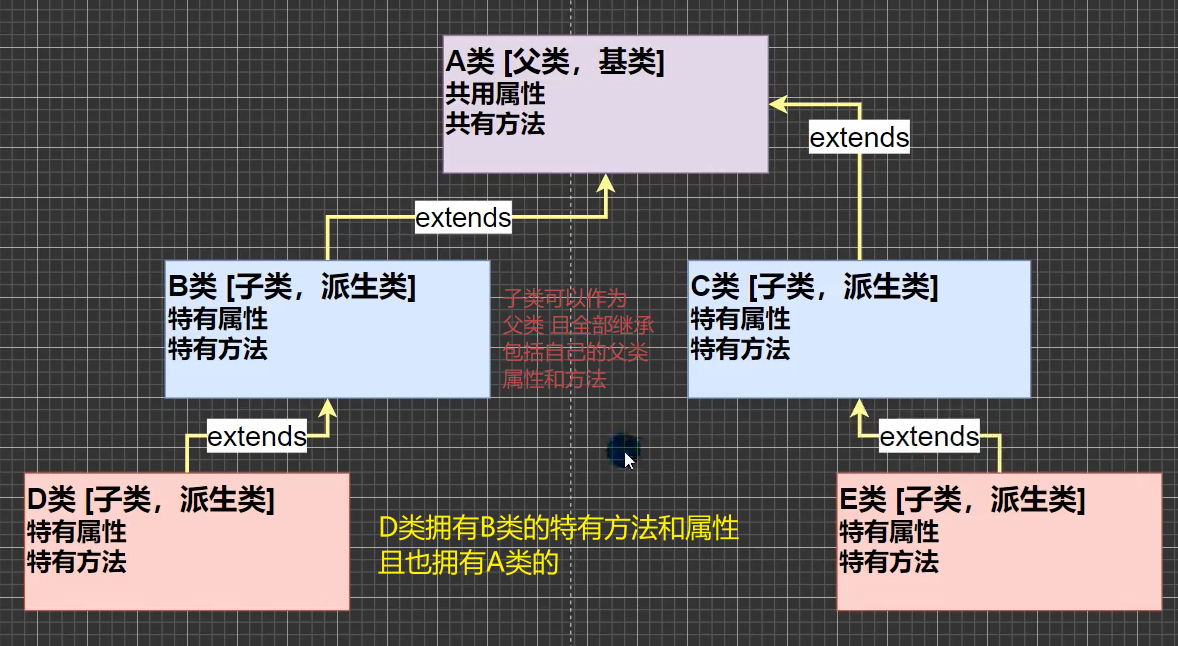 A类 [父类，基类]
共用属性
共有方法
extends
extends
B类 [子类，派生类]
特有属性
特有方法
子类可以作为
父类 且全部继承
包括自己的父类
属性和方法
C类 [子类，派生类]
特有属性
特有方法
extends
extends
D类 [子类，派生类]
特有属性
特有方法
D类拥有B类的特有方法和属性
且也拥有A类的
E类 [子类，派生类]
特有属性
特有方法